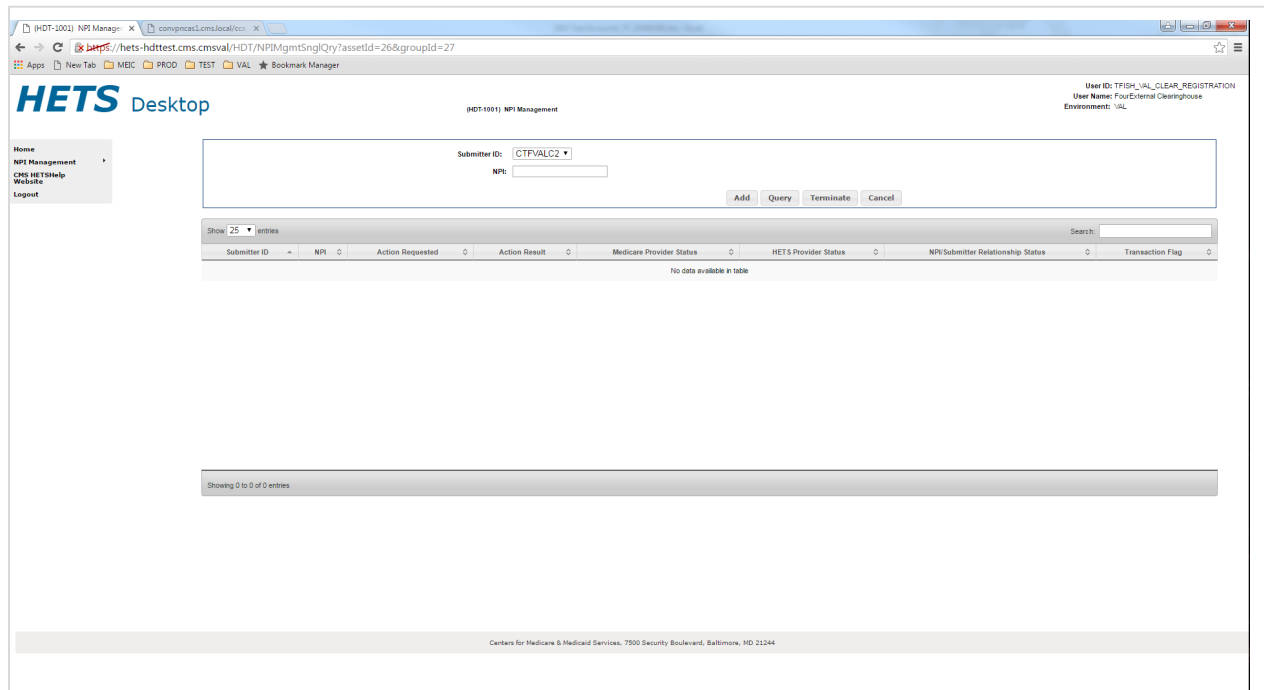 (HDT-1001) NPI Manage
convpricas1.cms.local/cca
https://hets-hdttest.cms.cmsval/HDT/NPIMgmtSnglQry?assetId=26&groupId=27
Apps New Tab MEIC PROD TEST VAL Bookmark Manager
HETS Desktop
(HDT-1001) NPI Management
User ID: TFISH_VAL_CLEAR_REGISTRATION
User Name: FourExternal Clearinghouse
Environment: VAL
Home
NPI Management
CMS HETSHelp
Website
Logout
Submitter ID: CTFVALC2
NPI:
Add Query Terminate Cancel
Show 25 entries Search:
Submitter ID NPI Action Requested Action Result Medicare Provider Status HETS Provider Status NPI/Submitter Relationship Status Transaction Flag
No data available in table
Showing 0 to 0 of 0 entries
Centers for Medicare & Medicaid Services, 7500 Security Boulevard, Baltimore, MD 21244